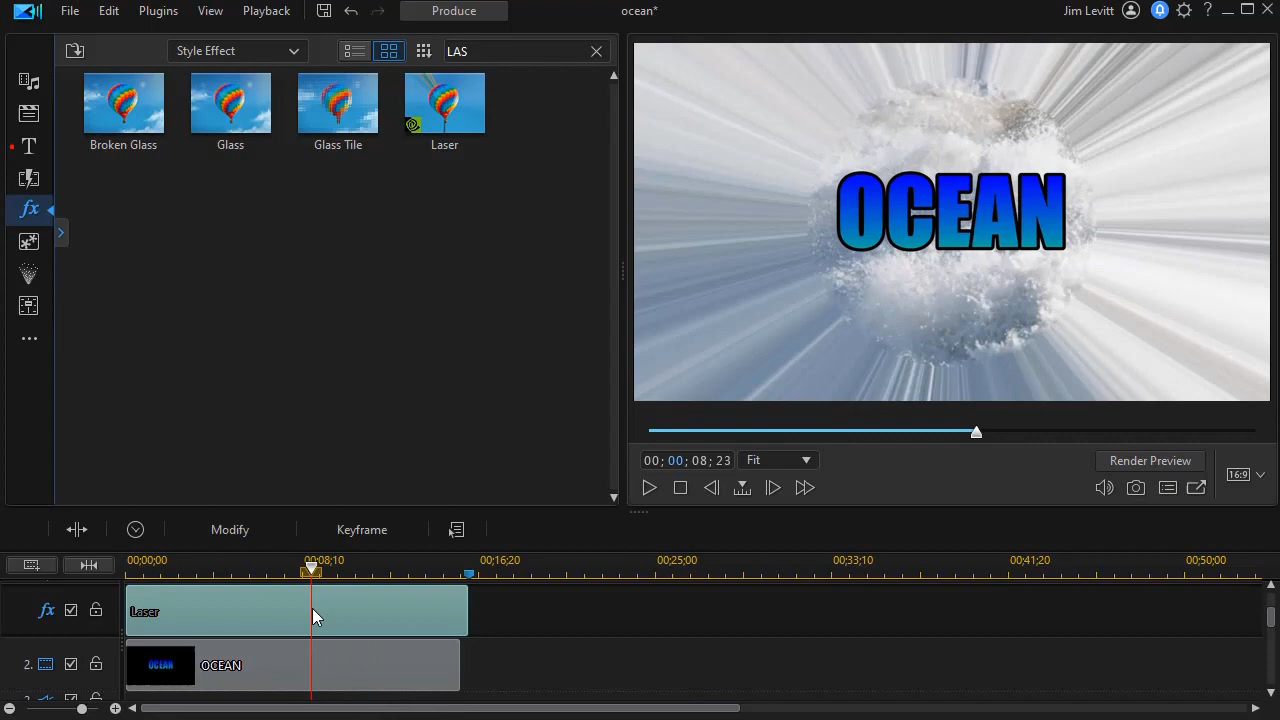 File Edit Plugins View Playback Produce ocean* Jim Levitt ?
Style Effect LAS
Broken Glass Glass Glass Tile Laser
T
fx
OCEAN
00; 00; 08; 23 Fit Render Preview 16:9
Modify Keyframe
00;00;00 00;08;10 00;16;20 00;25;00 00;33;10 00;41;20 00;50;00
fx Laser
2. OCEAN OCEAN